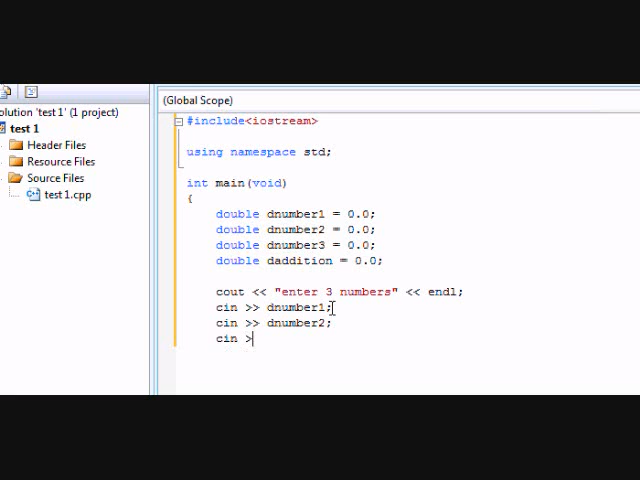 (Global Scope)
olution 'test 1' (1 project)
test 1
Header Files
Resource Files
Source Files
test 1.cpp
#include<iostream>
using namespace std;
int main(void)
{
double dnumber1 = 0.0;
double dnumber2 = 0.0;
double dnumber3 = 0.0;
double daddition = 0.0;
cout << "enter 3 numbers" << endl;
cin >> dnumber1;
cin >> dnumber2;
cin >